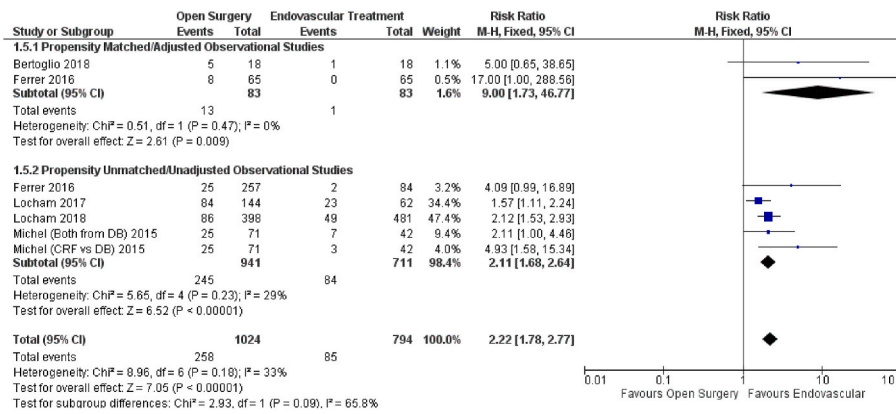 Open Surgery Endovascular Treatment Risk Ratio Risk Ratio
Study or Subgroup Events Total Events Total Weight M-H, Fixed, 95% CI M-H, Fixed, 95% CI
1.5.1 Propensity Matched/Adjusted Observational Studies
Bertoglio 2018 5 18 1 18 1.1% 5.00 [0.65, 38.65]
Ferrer 2016 8 65 0 65 0.5% 17.00 [1.00, 288.56]
Subtotal (95% CI) 83 83 1.6% 9.00 [1.73, 46.77]
Total events 13 1
Heterogeneity: Chi² = 0.51, df = 1 (P = 0.47); I² = 0%
Test for overall effect: Z = 2.61 (P = 0.009)
1.5.2 Propensity Unmatched/Unadjusted Observational Studies
Ferrer 2016 25 257 2 84 3.2% 4.09 [0.99, 16.89]
Locham 2017 84 144 23 62 34.4% 1.57 [1.11, 2.24]
Locham 2018 86 398 49 481 47.4% 2.12 [1.53, 2.93]
Michel (Both from DB) 2015 25 71 7 42 9.4% 2.11 [1.00, 4.46]
Michel (CRF vs DB) 2015 25 71 3 42 4.0% 4.93 [1.58, 15.34]
Subtotal (95% CI) 941 711 98.4% 2.11 [1.68, 2.64]
Total events 245 84
Heterogeneity: Chi² = 5.65, df = 4 (P = 0.23); I² = 29%
Test for overall effect: Z = 6.52 (P < 0.00001)
Total (95% CI) 1024 794 100.0% 2.22 [1.78, 2.77]
Total events 258 85
Heterogeneity: Chi² = 8.96, df = 6 (P = 0.18); I² = 33%
Test for overall effect: Z = 7.05 (P < 0.00001)
Test for subgroup differences: Chi² = 2.93, df = 1 (P = 0.09), I² = 65.8%
0.01 0.1 1 10 10
Favours Open Surgery Favours Endovascular